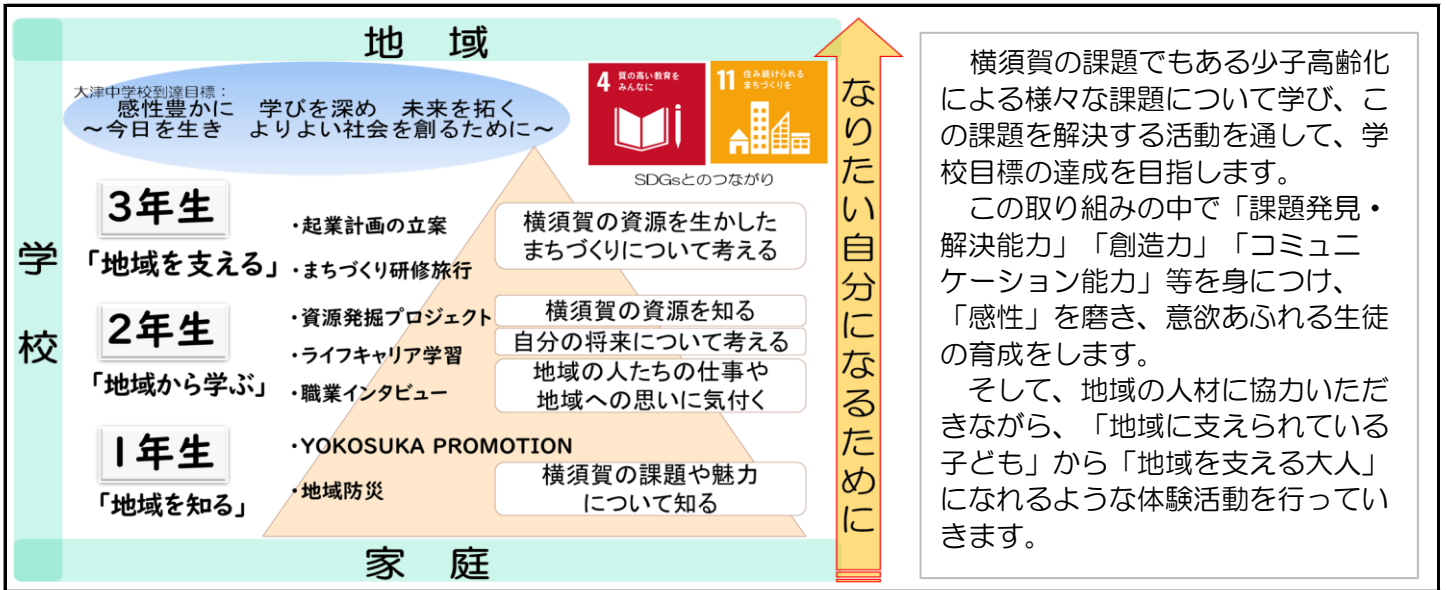 地　域
大津中学校到達目標：
感性豊かに　学びを深め　未来を拓く
～今日を生き　よりよい社会を創るために～
4 質の高い教育を
みんなに
11 住み続けられる
まちづくりを
SDGsとのつながり
学校
3年生
「地域を支える」
・起業計画の立案
・まちづくり研修旅行
横須賀の資源を生かした
まちづくりについて考える
2年生
「地域から学ぶ」
・資源発掘プロジェクト
・ライフキャリア学習
・職業インタビュー
横須賀の資源を知る
自分の将来について考える
地域の人たちの仕事や
地域への思いに気付く
1年生
「地域を知る」
・YOKOSUKA PROMOTION
・地域防災
横須賀の課題や魅力
について知る
家　庭
なりたい自分になるために
横須賀の課題でもある少子高齢化
による様々な課題について学び、こ
の課題を解決する活動を通して、学
校目標の達成を目指します。
この取り組みの中で「課題発見・
解決能力」「創造力」「コミュニ
ケーション能力」等を身につけ、
「感性」を磨き、意欲あふれる生徒
の育成をします。
そして、地域の人材に協力いただ
きながら、「地域に支えられている
子ども」から「地域を支える大人」
になれるような体験活動を行ってい
きます。